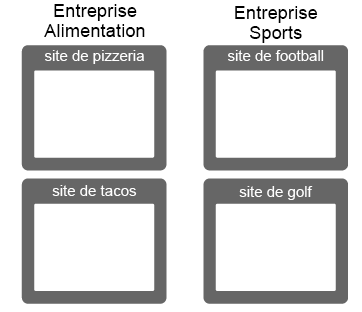 Entreprise
Alimentation
site de pizzeria
site de tacos
Entreprise
Sports
site de football
site de golf